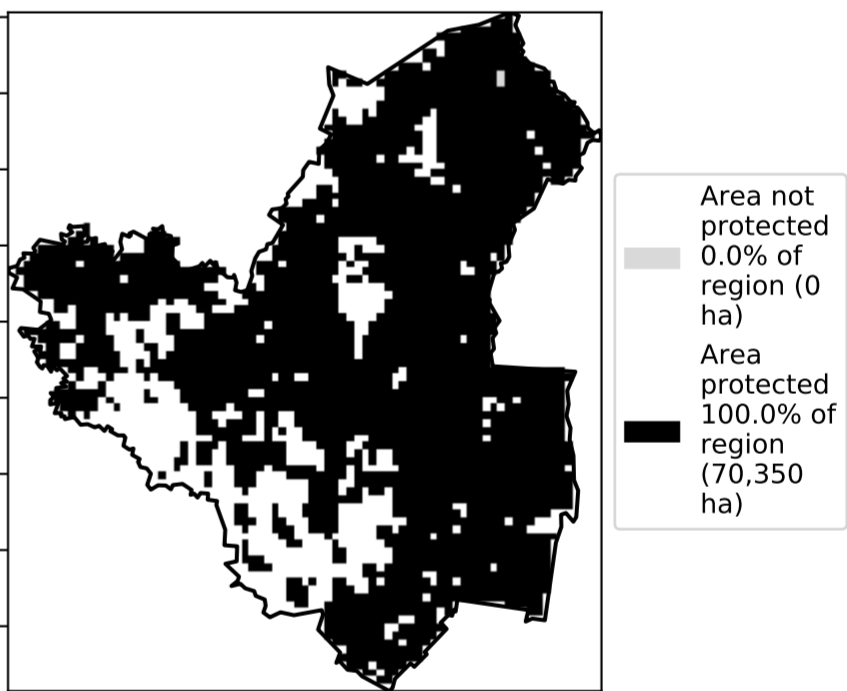 Area not
protected
0.0% of
region (0
ha)
Area
protected
100.0% of
region
(70,350
ha)